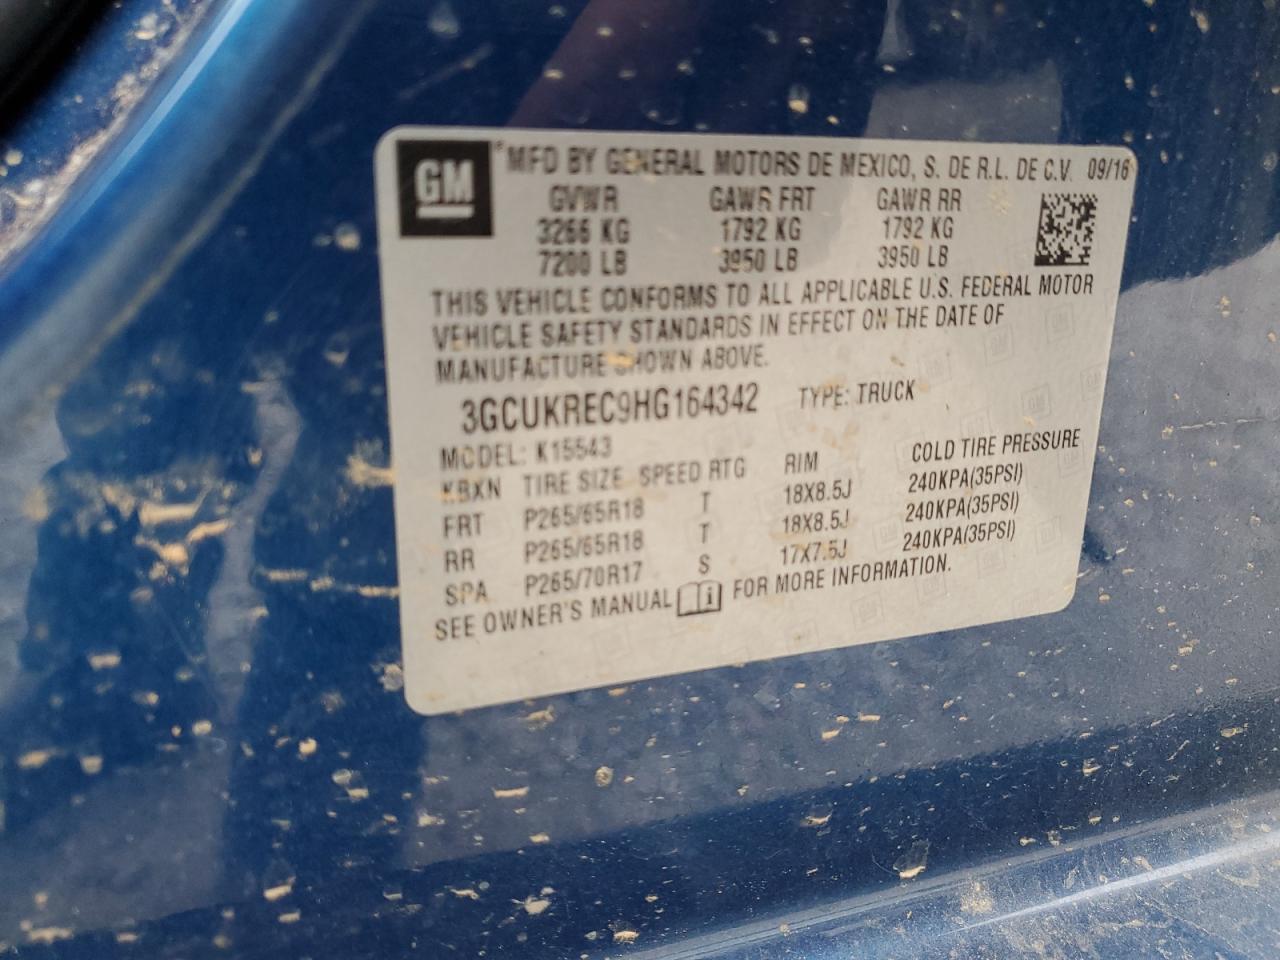 GM® MFD BY GENERAL MOTORS DE MEXICO, S. DE R.L. DE C.V. 09/16
GVWR GAWR FRT GAWR RR
3266 KG 1792 KG 1792 KG
7200 LB 3950 LB 3950 LB
THIS VEHICLE CONFORMS TO ALL APPLICABLE U.S. FEDERAL MOTOR
VEHICLE SAFETY STANDARDS IN EFFECT ON THE DATE OF
MANUFACTURE SHOWN ABOVE.
3GCUKREC9HG164342 TYPE: TRUCK
MODEL: K15543
KBXN TIRE SIZE SPEED RTG RIM COLD TIRE PRESSURE
FRT P265/65R18 T 18X8.5J 240KPA(35PSI)
RR P265/65R18 T 18X8.5J 240KPA(35PSI)
SPA P265/70R17 S 17X7.5J 240KPA(35PSI)
SEE OWNER'S MANUAL FOR MORE INFORMATION.